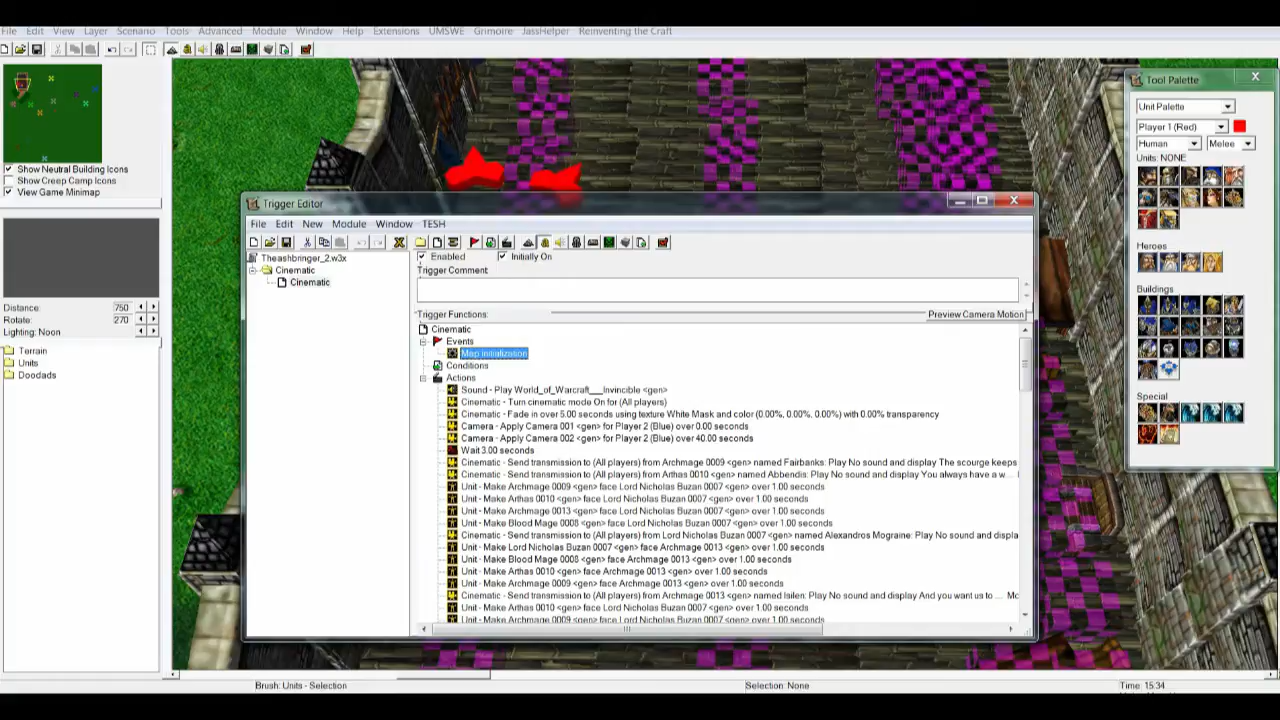 File Edit View Layer Scenario Tools Advanced Module Window Help Extensions UMSWE Grimoire JassHelper Reinventing the Craft
Show Neutral Building Icons
Show Creep Camp Icons
View Game Minimap
Distance: 750
Rotate: 270
Lighting: Noon
Terrain
Units
Doodads
Trigger Editor
File Edit New Module Window TESH
Theashbringer_2.w3x
Cinematic
Cinematic
Enabled Initially On
Trigger Comment
Trigger Functions: Preview Camera Motion
Cinematic
Events
Map initialization
Conditions
Actions
Sound - Play World_of_Warcraft___Invincible <gen>
Cinematic - Turn cinematic mode On for (All players)
Cinematic - Fade in over 5.00 seconds using texture White Mask and color (0.00%, 0.00%, 0.00%) with 0.00% transparency
Camera - Apply Camera 001 <gen> for Player 2 (Blue) over 0.00 seconds
Camera - Apply Camera 002 <gen> for Player 2 (Blue) over 40.00 seconds
Wait 3.00 seconds
Cinematic - Send transmission to (All players) from Archmage 0009 <gen> named Fairbanks: Play No sound and display The scourge keeps
Cinematic - Send transmission to (All players) from Arthas 0010 <gen> named Abbendis: Play No sound and display You always have a w...
Unit - Make Archmage 0009 <gen> face Lord Nicholas Buzan 0007 <gen> over 1.00 seconds
Unit - Make Arthas 0010 <gen> face Lord Nicholas Buzan 0007 <gen> over 1.00 seconds
Unit - Make Archmage 0013 <gen> face Lord Nicholas Buzan 0007 <gen> over 1.00 seconds
Unit - Make Blood Mage 0008 <gen> face Lord Nicholas Buzan 0007 <gen> over 1.00 seconds
Cinematic - Send transmission to (All players) from Lord Nicholas Buzan 0007 <gen> named Alexandros Mograine: Play No sound and displa
Unit - Make Lord Nicholas Buzan 0007 <gen> face Archmage 0013 <gen> over 1.00 seconds
Unit - Make Blood Mage 0008 <gen> face Archmage 0013 <gen> over 1.00 seconds
Unit - Make Arthas 0010 <gen> face Archmage 0013 <gen> over 1.00 seconds
Unit - Make Archmage 0009 <gen> face Archmage 0013 <gen> over 1.00 seconds
Cinematic - Send transmission to (All players) from Archmage 0013 <gen> named Isilien: Play No sound and display And you want us to ... Mo
Unit - Make Arthas 0010 <gen> face Lord Nicholas Buzan 0007 <gen> over 1.00 seconds
Unit - Make Archmage 0009 <gen> face Lord Nicholas Buzan 0007 <gen> over 1.00 seconds
Tool Palette
Unit Palette
Player 1 (Red)
Human Melee
Units: NONE
Heroes
Buildings
Special
Brush: Units - Selection Selection: None Time: 15:34